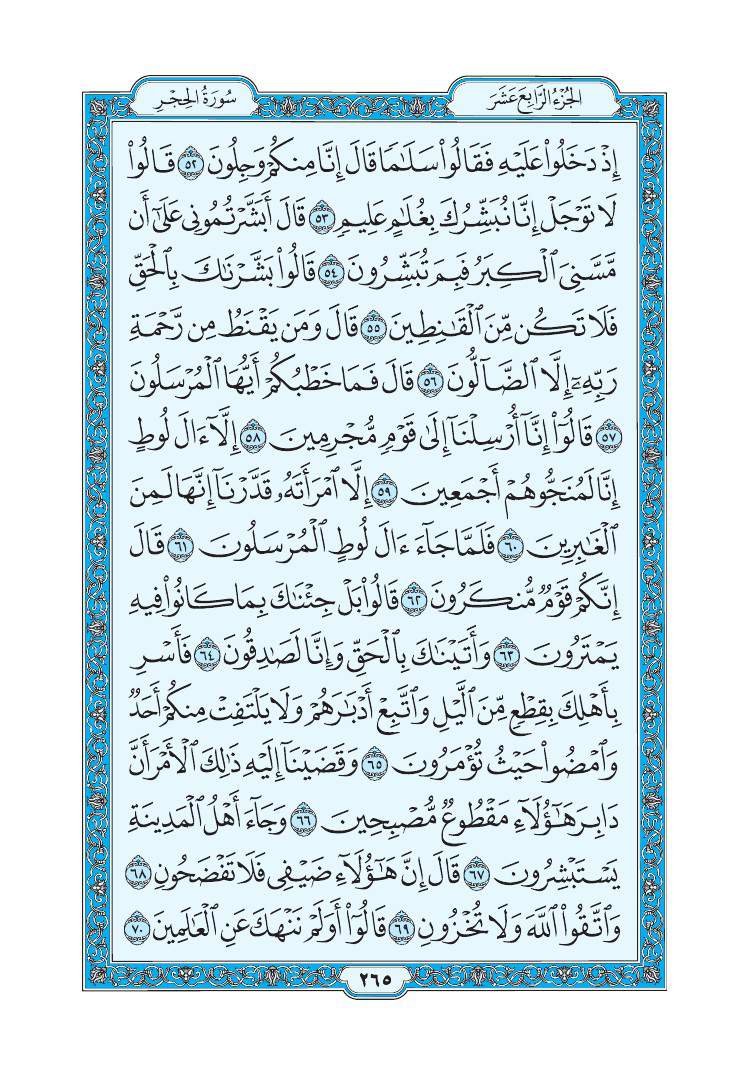 الجُزْءُ الرَّابِعَ عَشَرَ
سُورَةُ الحِجْرِ
إِذْ دَخَلُوا۟ عَلَيْهِ فَقَالُوا۟ سَلَٰمًا قَالَ إِنَّا مِنكُمْ وَجِلُونَ ٥٢ قَالُوا۟
لَا تَوْجَلْ إِنَّا نُبَشِّرُكَ بِغُلَٰمٍ عَلِيمٍ ٥٣ قَالَ أَبَشَّرْتُمُونِى عَلَىٰٓ أَن
مَّسَّنِىَ ٱلْكِبَرُ فَبِمَ تُبَشِّرُونَ ٥٤ قَالُوا۟ بَشَّرْنَٰكَ بِٱلْحَقِّ
فَلَا تَكُن مِّنَ ٱلْقَٰنِطِينَ ٥٥ قَالَ وَمَن يَقْنَطُ مِن رَّحْمَةِ
رَبِّهِۦٓ إِلَّا ٱلضَّآلُّونَ ٥٦ قَالَ فَمَا خَطْبُكُمْ أَيُّهَا ٱلْمُرْسَلُونَ
٥٧ قَالُوٓا۟ إِنَّآ أُرْسِلْنَآ إِلَىٰ قَوْمٍ مُّجْرِمِينَ ٥٨ إِلَّآ ءَالَ لُوطٍ
إِنَّا لَمُنَجُّوهُمْ أَجْمَعِينَ ٥٩ إِلَّا ٱمْرَأَتَهُۥ قَدَّرْنَآ إِنَّهَا لَمِنَ
ٱلْغَٰبِرِينَ ٦٠ فَلَمَّا جَآءَ ءَالَ لُوطٍ ٱلْمُرْسَلُونَ ٦١ قَالَ
إِنَّكُمْ قَوْمٌ مُّنكَرُونَ ٦٢ قَالُوا۟ بَلْ جِئْنَٰكَ بِمَا كَانُوا۟ فِيهِ
يَمْتَرُونَ ٦٣ وَأَتَيْنَٰكَ بِٱلْحَقِّ وَإِنَّا لَصَٰدِقُونَ ٦٤ فَأَسْرِ
بِأَهْلِكَ بِقِطْعٍ مِّنَ ٱلَّيْلِ وَٱتَّبِعْ أَدْبَٰرَهُمْ وَلَا يَلْتَفِتْ مِنكُمْ أَحَدٌ
وَٱمْضُوا۟ حَيْثُ تُؤْمَرُونَ ٦٥ وَقَضَيْنَآ إِلَيْهِ ذَٰلِكَ ٱلْأَمْرَ أَنَّ
دَابِرَ هَٰٓؤُلَآءِ مَقْطُوعٌ مُّصْبِحِينَ ٦٦ وَجَآءَ أَهْلُ ٱلْمَدِينَةِ
يَسْتَبْشِرُونَ ٦٧ قَالَ إِنَّ هَٰٓؤُلَآءِ ضَيْفِى فَلَا تَفْضَحُونِ ٦٨
وَٱتَّقُوا۟ ٱللَّهَ وَلَا تُخْزُونِ ٦٩ قَالُوٓا۟ أَوَلَمْ نَنْهَكَ عَنِ ٱلْعَٰلَمِينَ ٧٠
٢٦٥